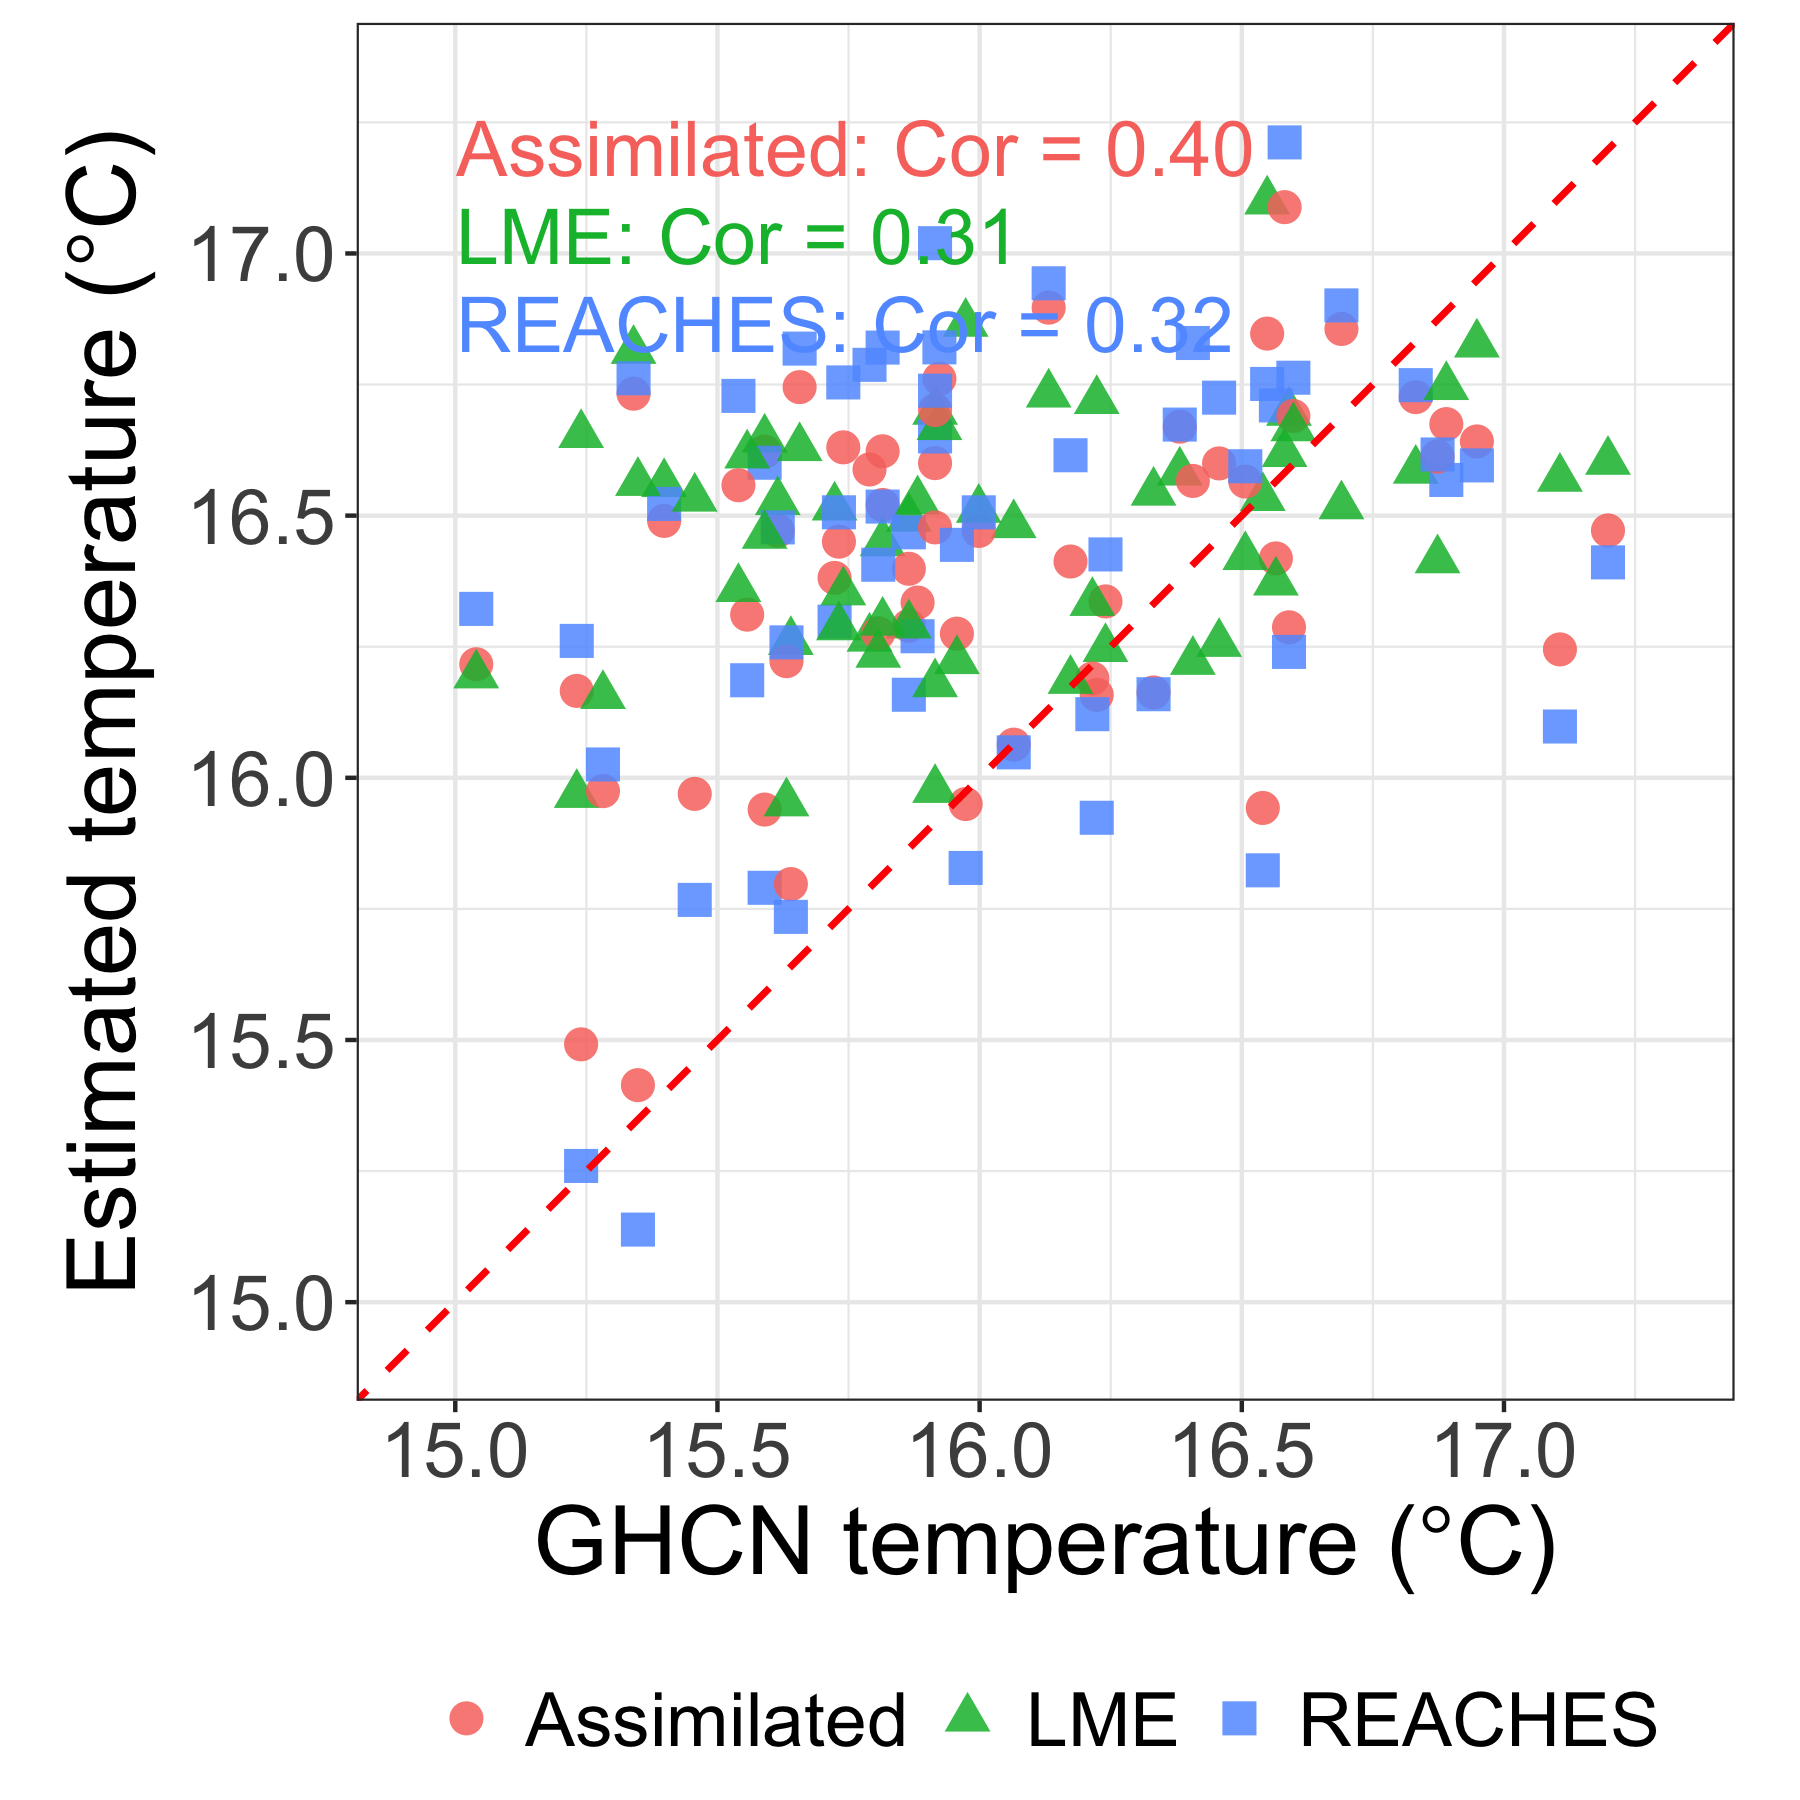 Assimilated: Cor = 0.40
LME: Cor = 0.31
REACHES: Cor = 0.32
Estimated temperature (°C)
17.0
16.5
16.0
15.5
15.0
15.0 15.5 16.0 16.5 17.0
GHCN temperature (°C)
Assimilated LME REACHES